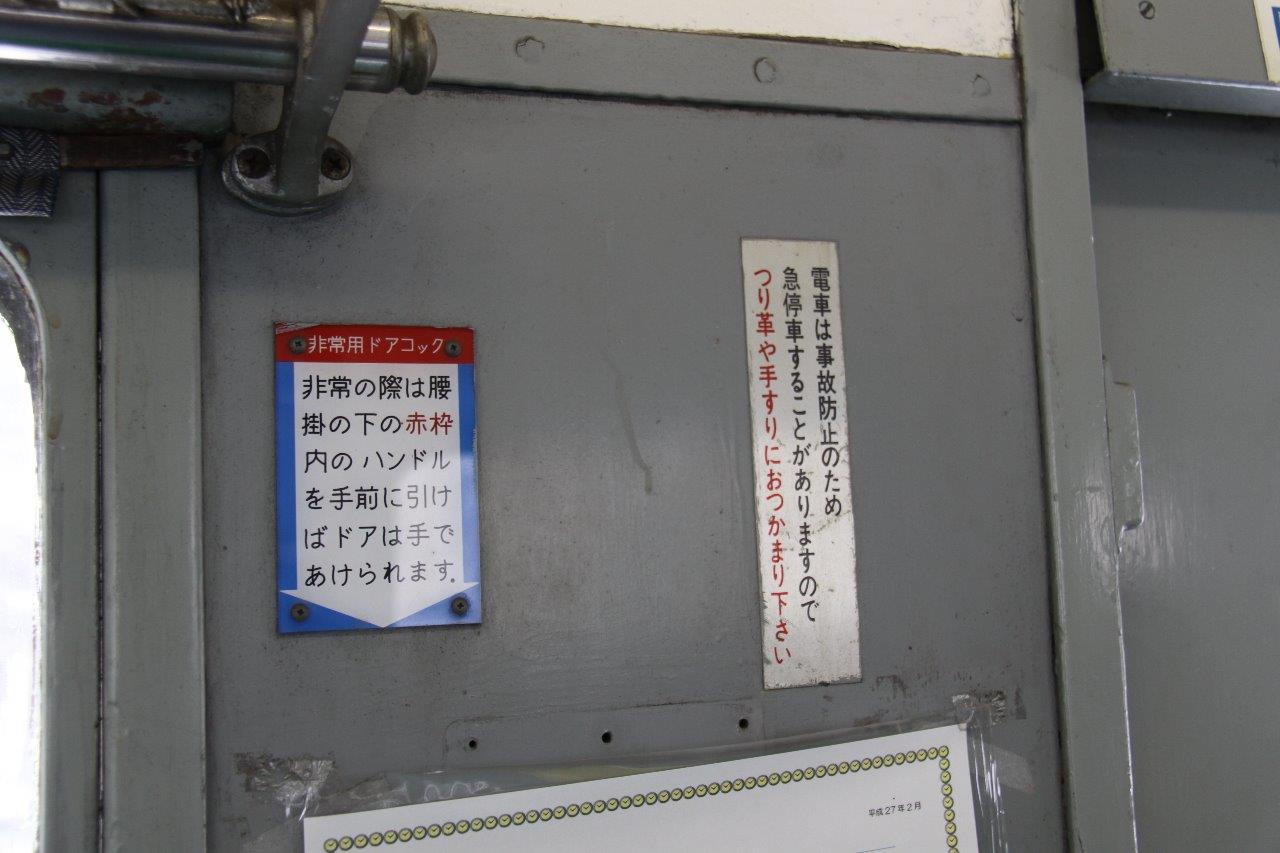 非常用ドアコック
非常の際は腰
掛の下の赤枠
内のハンドル
を手前に引け
ばドアは手で
あけられます。
電車は事故防止のため
急停車することがありますので
つり革や手すりにおつかまり下さい
平成27年2月